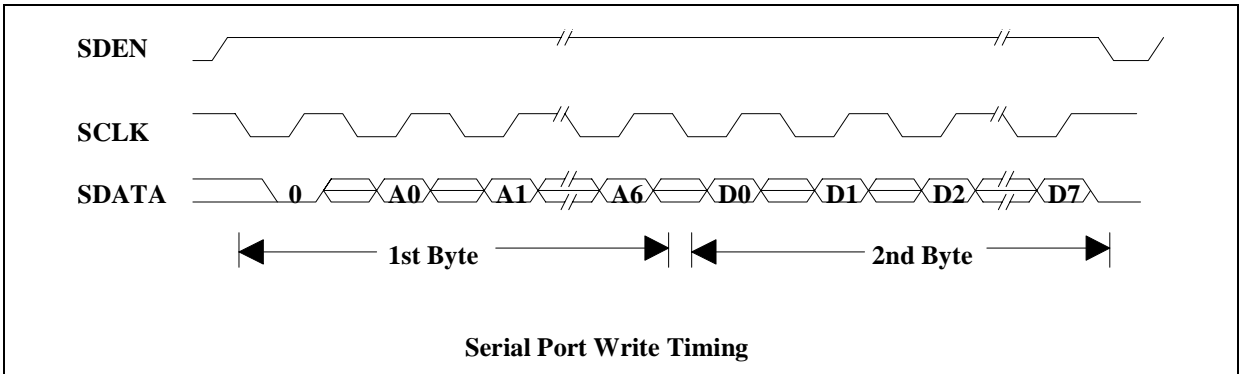 SDEN
SCLK
SDATA 0 A0 A1 A6 D0 D1 D2 D7
1st Byte 2nd Byte
Serial Port Write Timing